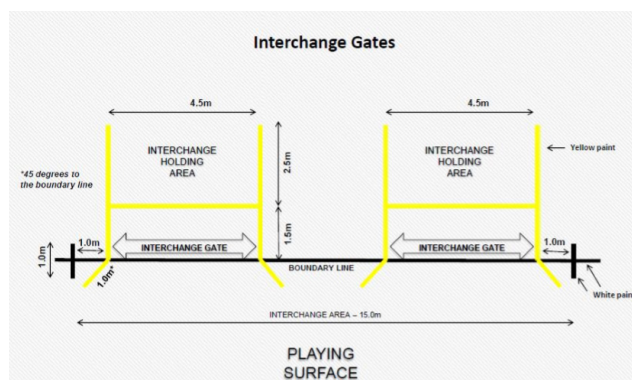 Interchange Gates
4.5m
4.5m
INTERCHANGE
HOLDING
AREA
2.5m
INTERCHANGE
HOLDING
AREA
Yellow paint
*45 degrees to
the boundary line
1.0m
1.0m
INTERCHANGE GATE
1.5m
INTERCHANGE GATE
1.0m
1.0m*
BOUNDARY LINE
White pain
INTERCHANGE AREA – 15.0m
PLAYING
SURFACE